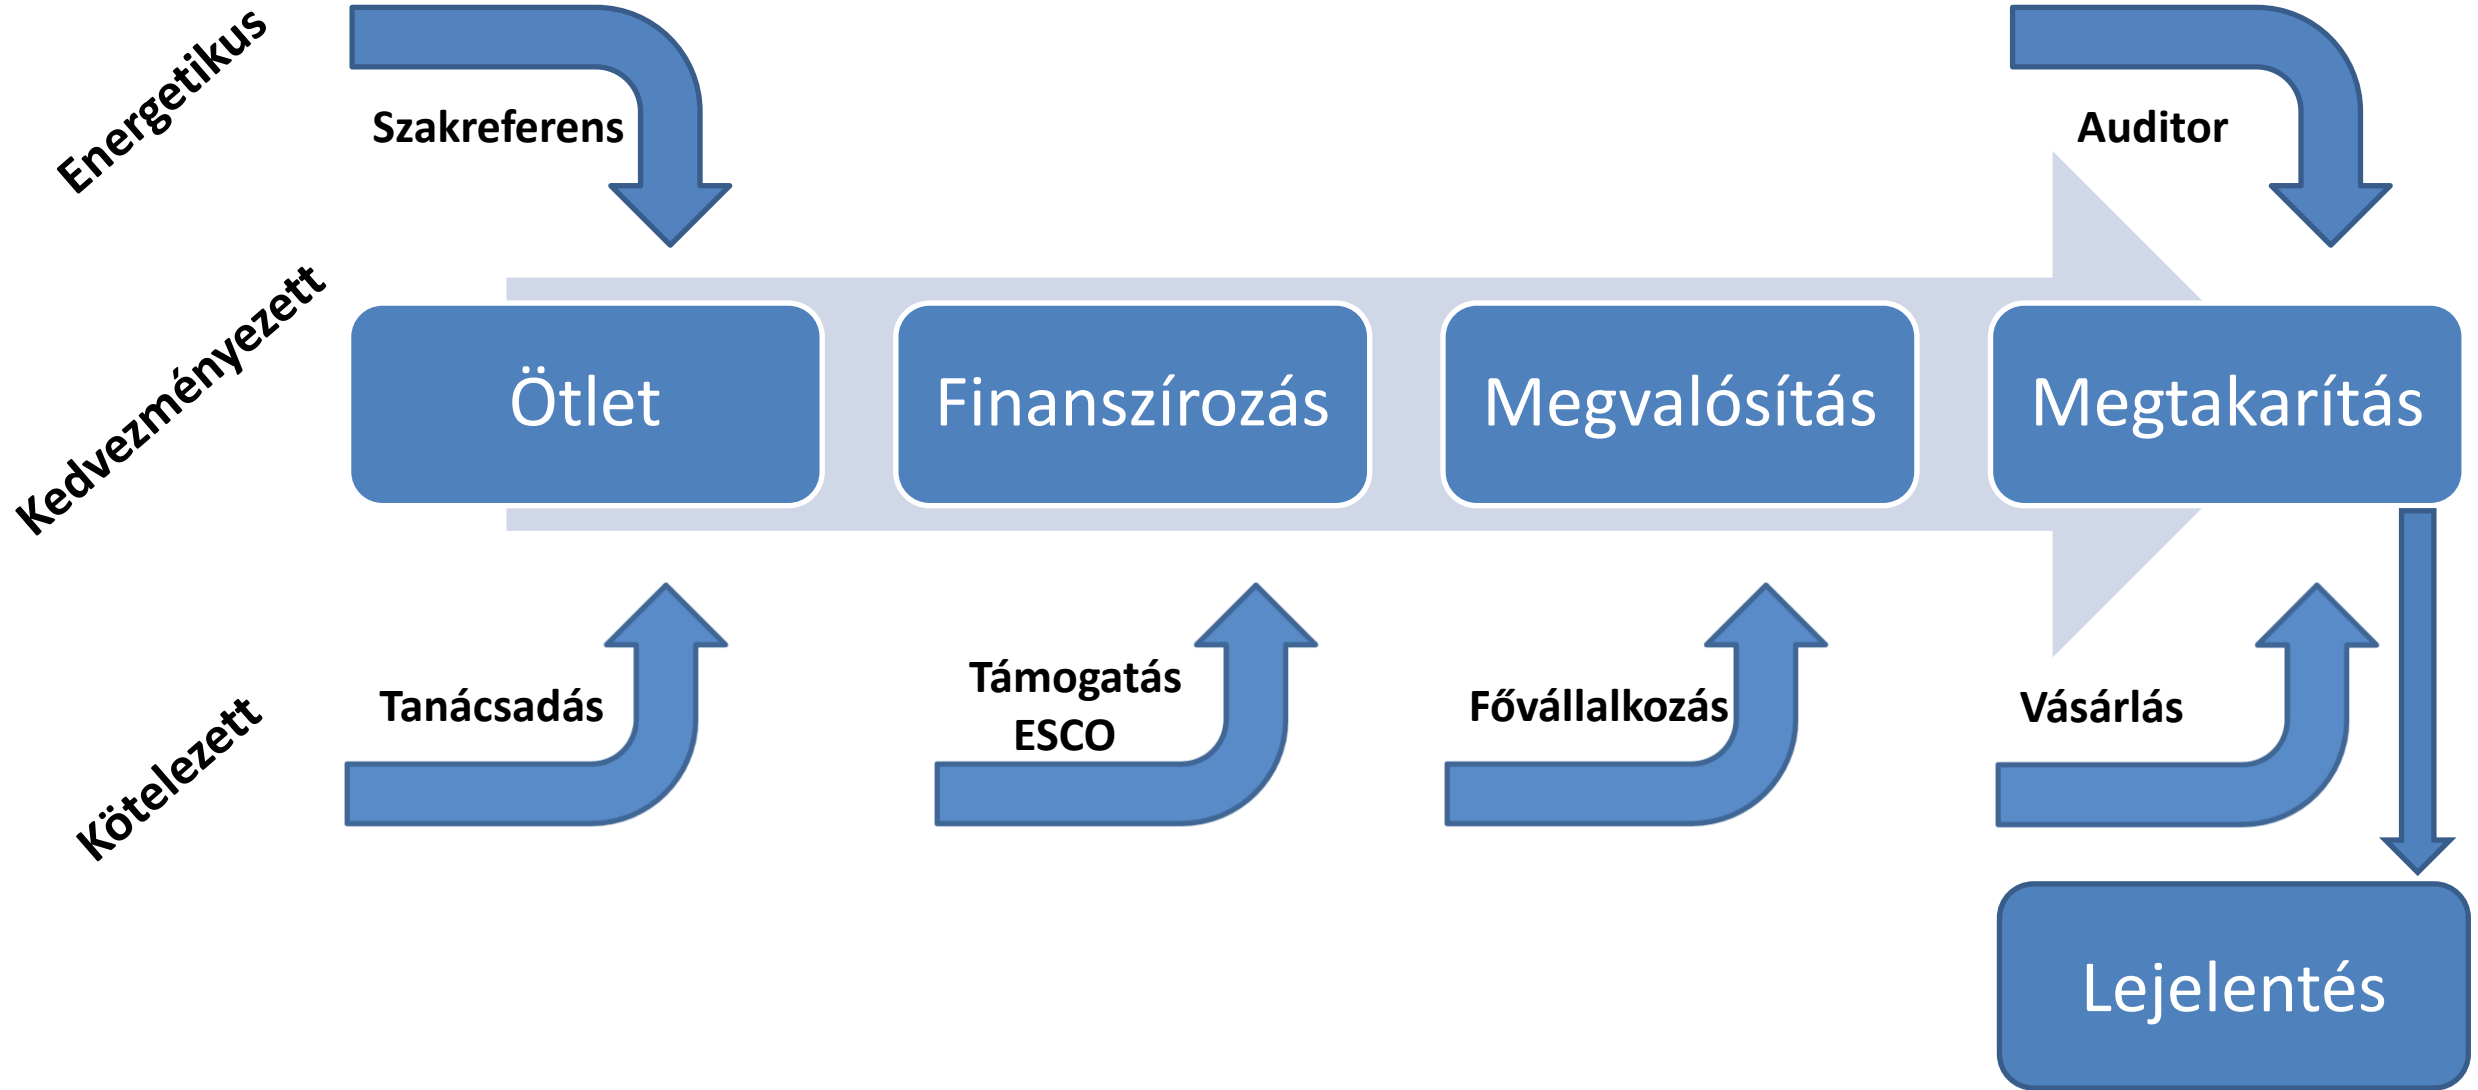 Energetikus
Szakreferens
Auditor
Kedvezményezett
Ötlet
Finanszírozás
Megvalósítás
Megtakarítás
Kötelezett
Tanácsadás
Támogatás
ESCO
Fővállalkozás
Vásárlás
Lejelentés